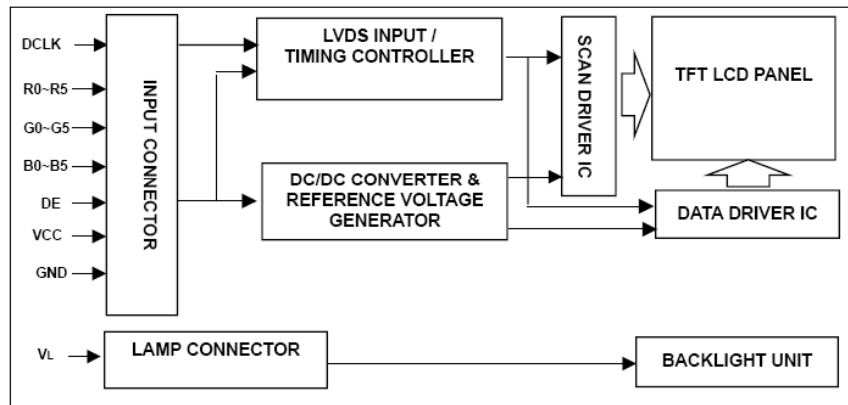 DCLK
R0~R5
G0~G5
B0~B5
DE
VCC
GND
INPUT CONNECTOR
LVDS INPUT /
TIMING CONTROLLER
DC/DC CONVERTER &
REFERENCE VOLTAGE
GENERATOR
SCAN DRIVER IC
TFT LCD PANEL
DATA DRIVER IC
VL
LAMP CONNECTOR
BACKLIGHT UNIT